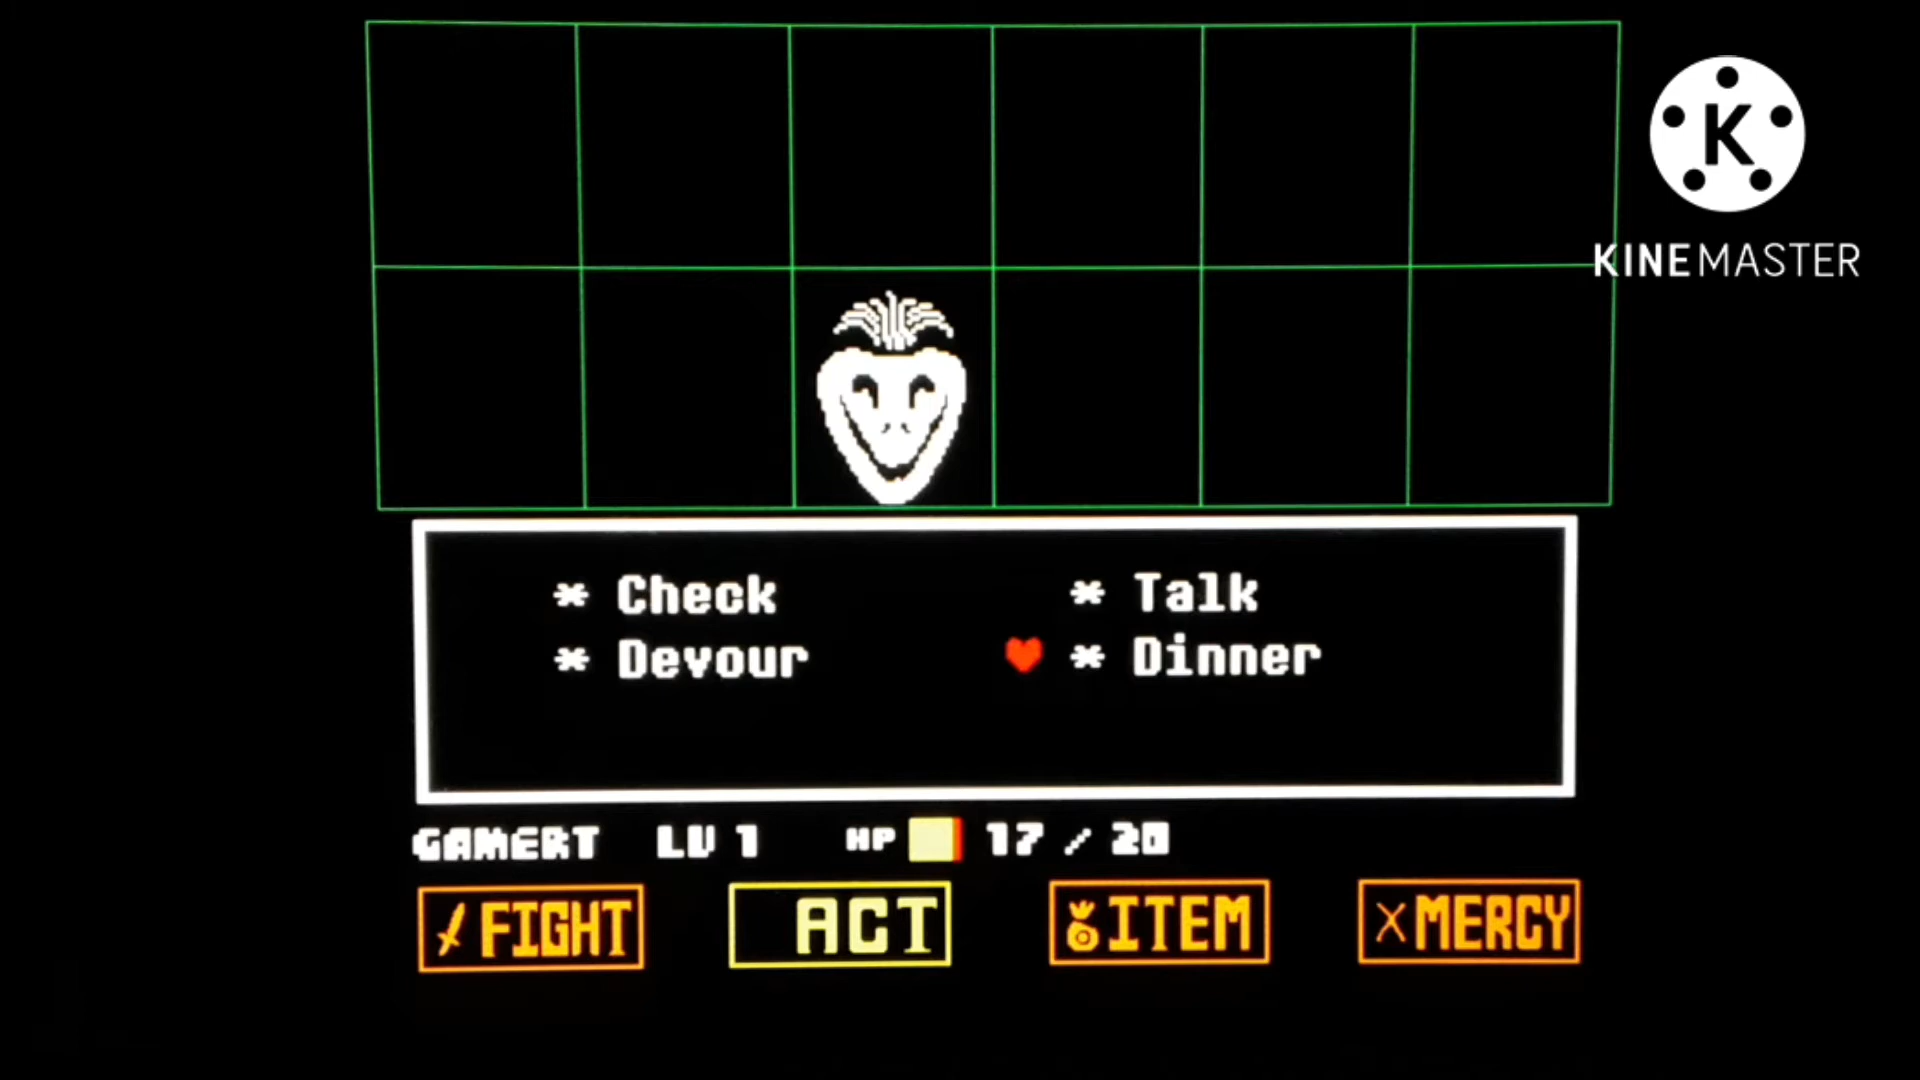 K
KINEMASTER
* Check * Talk
* Devour * Dinner
GAMERT LV 1 HP 17 / 20
FIGHT ACT ITEM MERCY